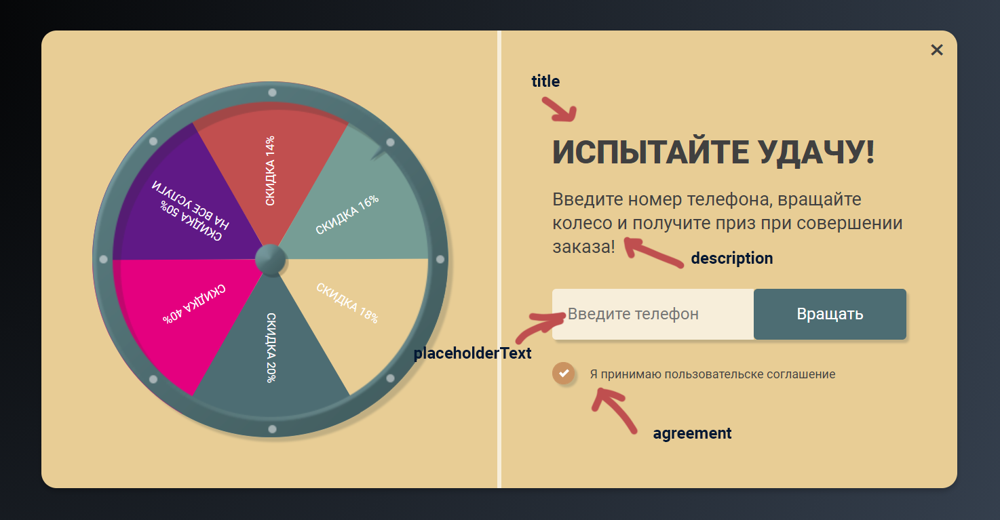 СКИДКА 14%
СКИДКА 16%
СКИДКА 18%
СКИДКА 20%
СКИДКА 40%
СКИДКА 50%
НА ВСЕ УСЛУГИ
title
ИСПЫТАЙТЕ УДАЧУ!
Введите номер телефона, вращайте
колесо и получите приз при совершении
заказа!
description
Введите телефон
Вращать
placeholderText
Я принимаю пользовательске соглашение
agreement